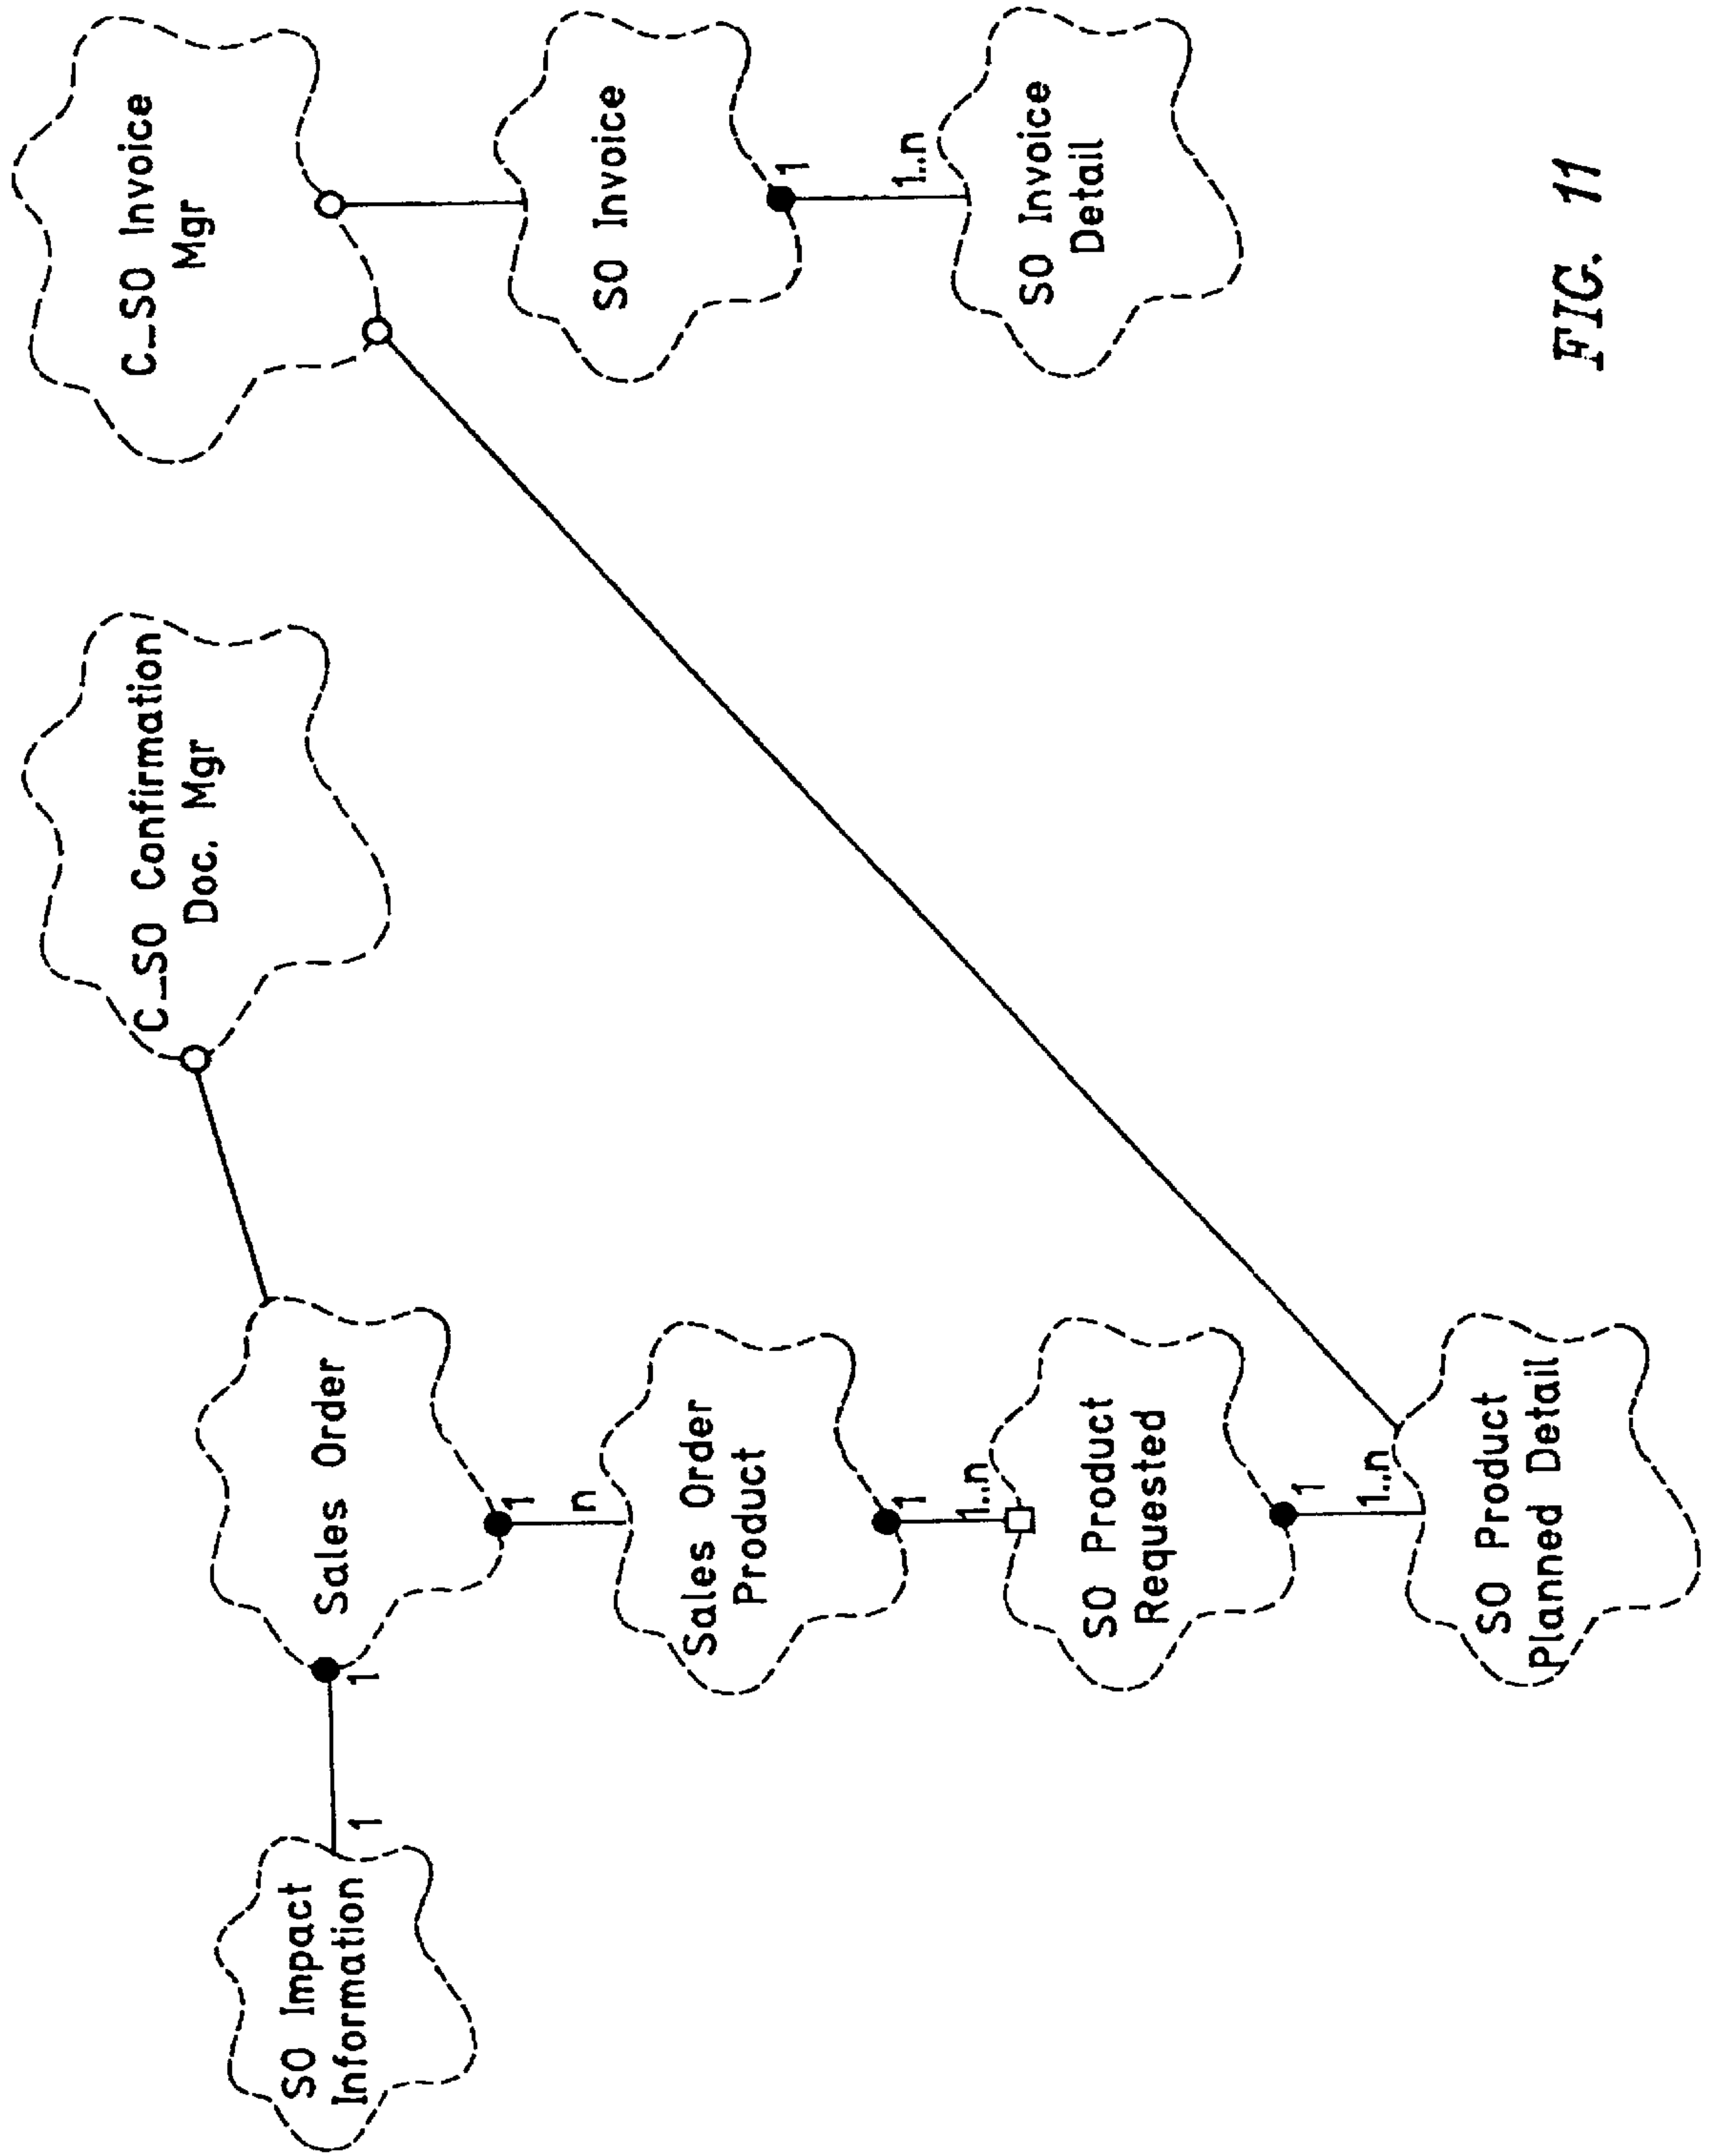 C_SO Invoice
Mgr
C_SO Confirmation
Doc. Mgr
Sales Order
1
1
SO Impact
Information
1
n
Sales Order
Product
1
1..n
SO Product
Requested
1
1..n
SO Product
Planned Detail
SO Invoice
1
1..n
SO Invoice
Detail
FIG. 11